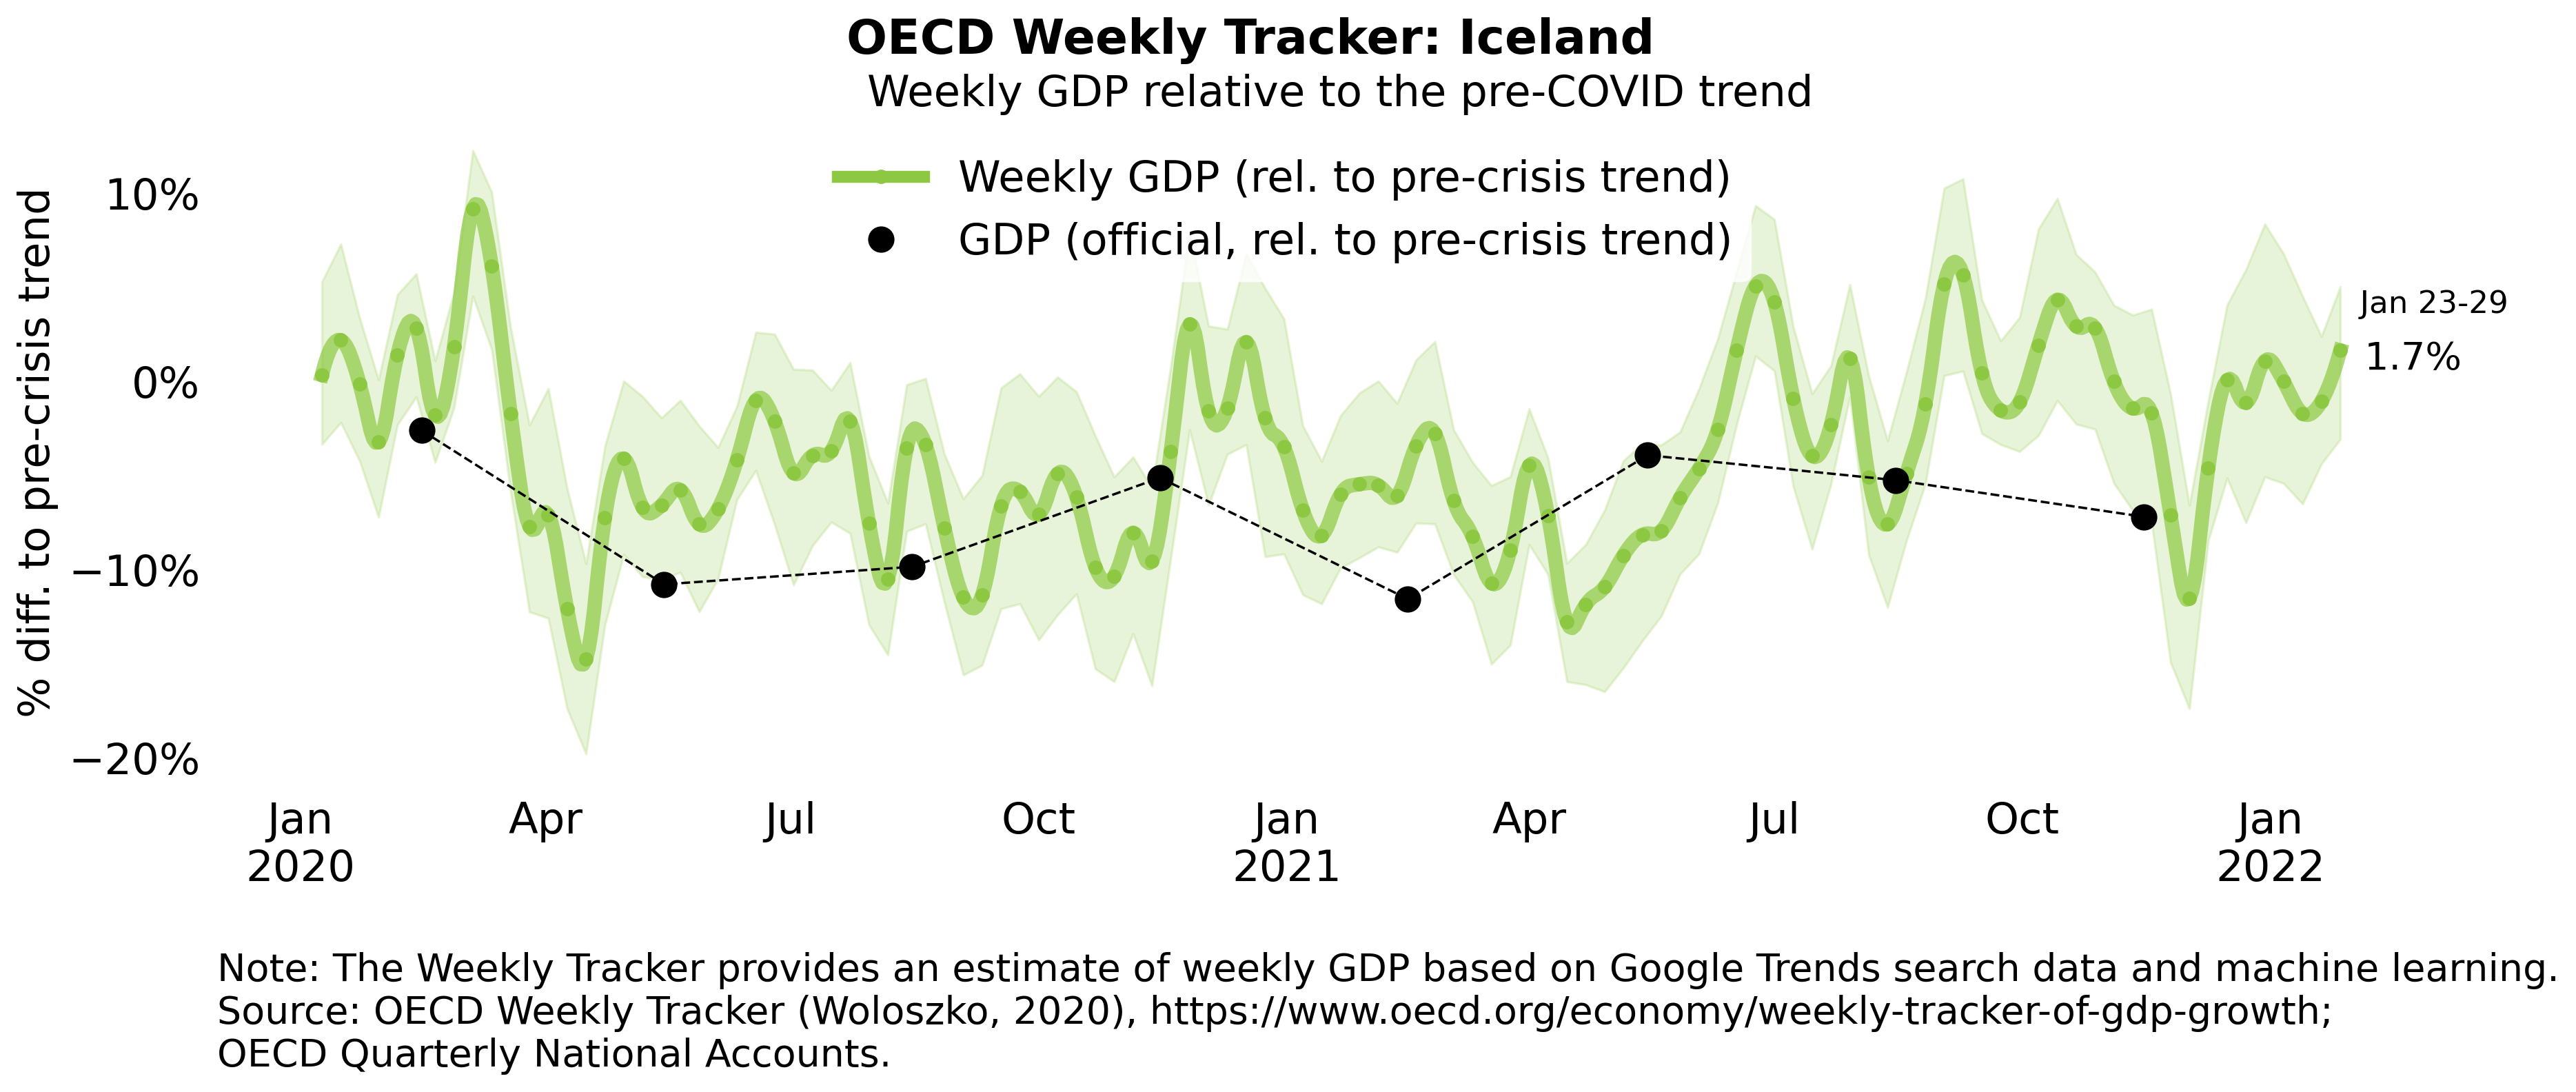 OECD Weekly Tracker: Iceland
Weekly GDP relative to the pre-COVID trend
Weekly GDP (rel. to pre-crisis trend)
GDP (official, rel. to pre-crisis trend)
% diff. to pre-crisis trend
10%
0%
−10%
−20%
Jan 23-29
1.7%
Jan Apr Jul Oct Jan Apr Jul Oct Jan
2020 2021 2022
Note: The Weekly Tracker provides an estimate of weekly GDP based on Google Trends search data and machine learning.
Source: OECD Weekly Tracker (Woloszko, 2020), https://www.oecd.org/economy/weekly-tracker-of-gdp-growth;
OECD Quarterly National Accounts.